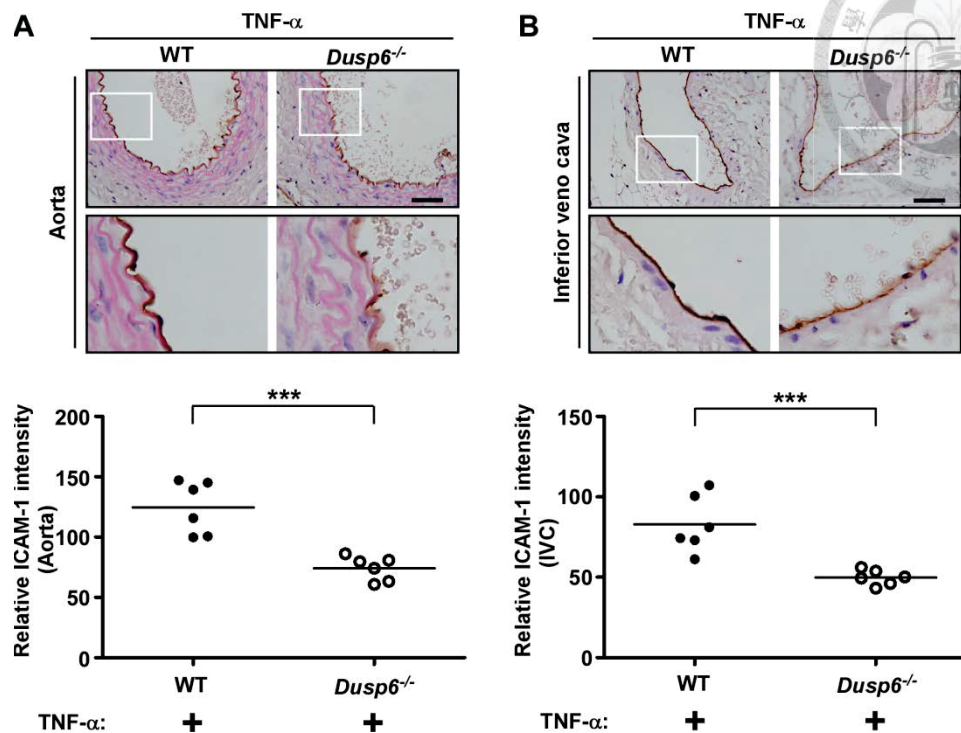 A
TNF-α
WT
Dusp6-/-
Aorta
200
150
100
50
0
Relative ICAM-1 intensity
(Aorta)
***
WT
Dusp6-/-
TNF-α:
+
+
B
TNF-α
WT
Dusp6-/-
Inferior veno cava
150
100
50
0
Relative ICAM-1 intensity
(IVC)
***
WT
Dusp6-/-
TNF-α:
+
+